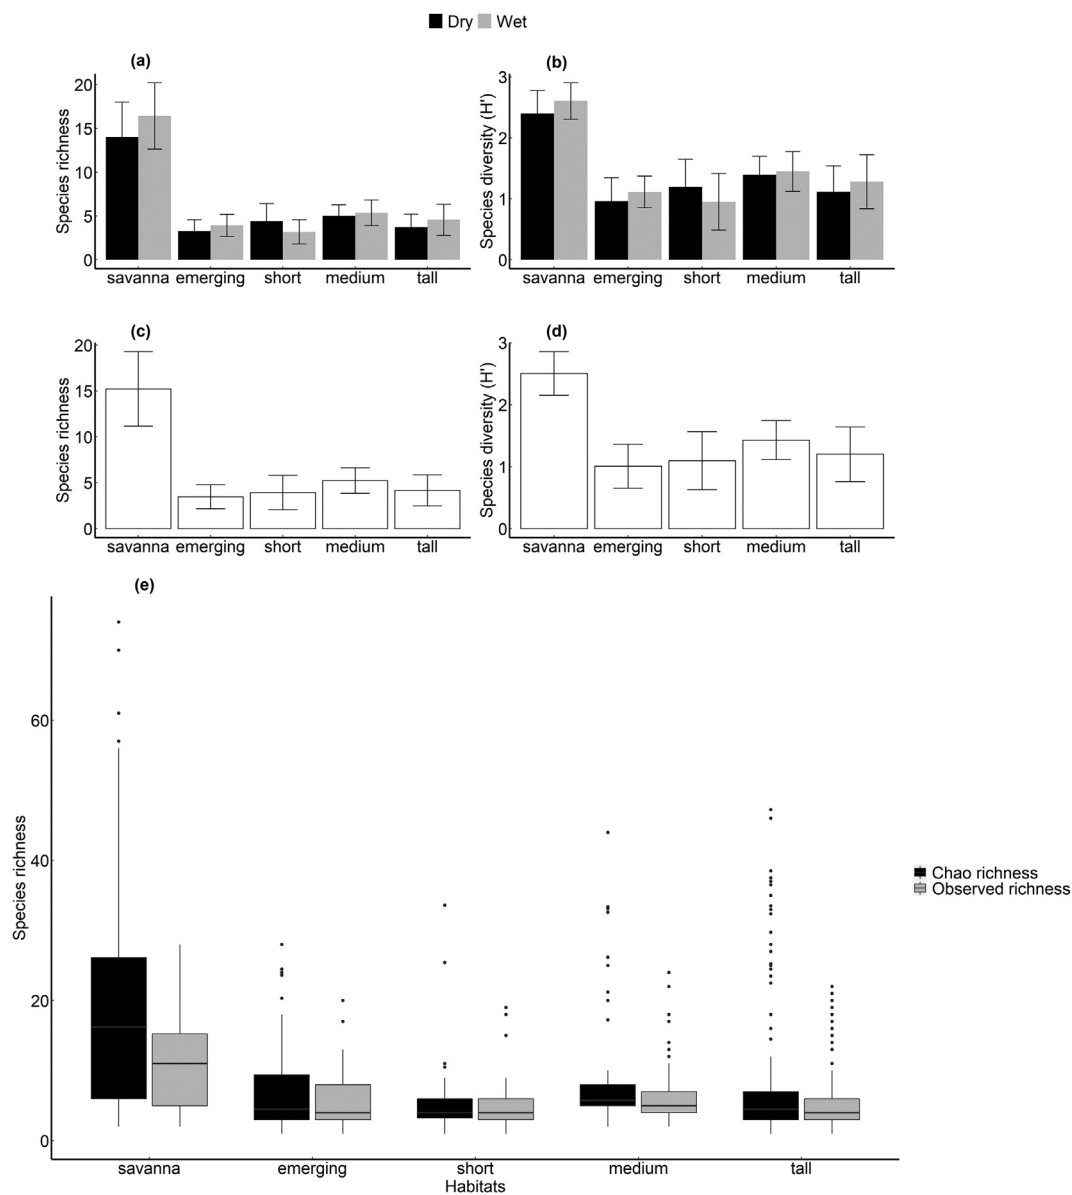 Dry Wet
(a)
Species richness
20
15
10
5
0
savanna emerging short medium tall
(b)
Species diversity (H')
3
2
1
0
savanna emerging short medium tall
(c)
Species richness
20
15
10
5
0
savanna emerging short medium tall
(d)
Species diversity (H')
3
2
1
0
savanna emerging short medium tall
(e)
Species richness
60
40
20
0
savanna emerging short medium tall
Habitats
Chao richness
Observed richness